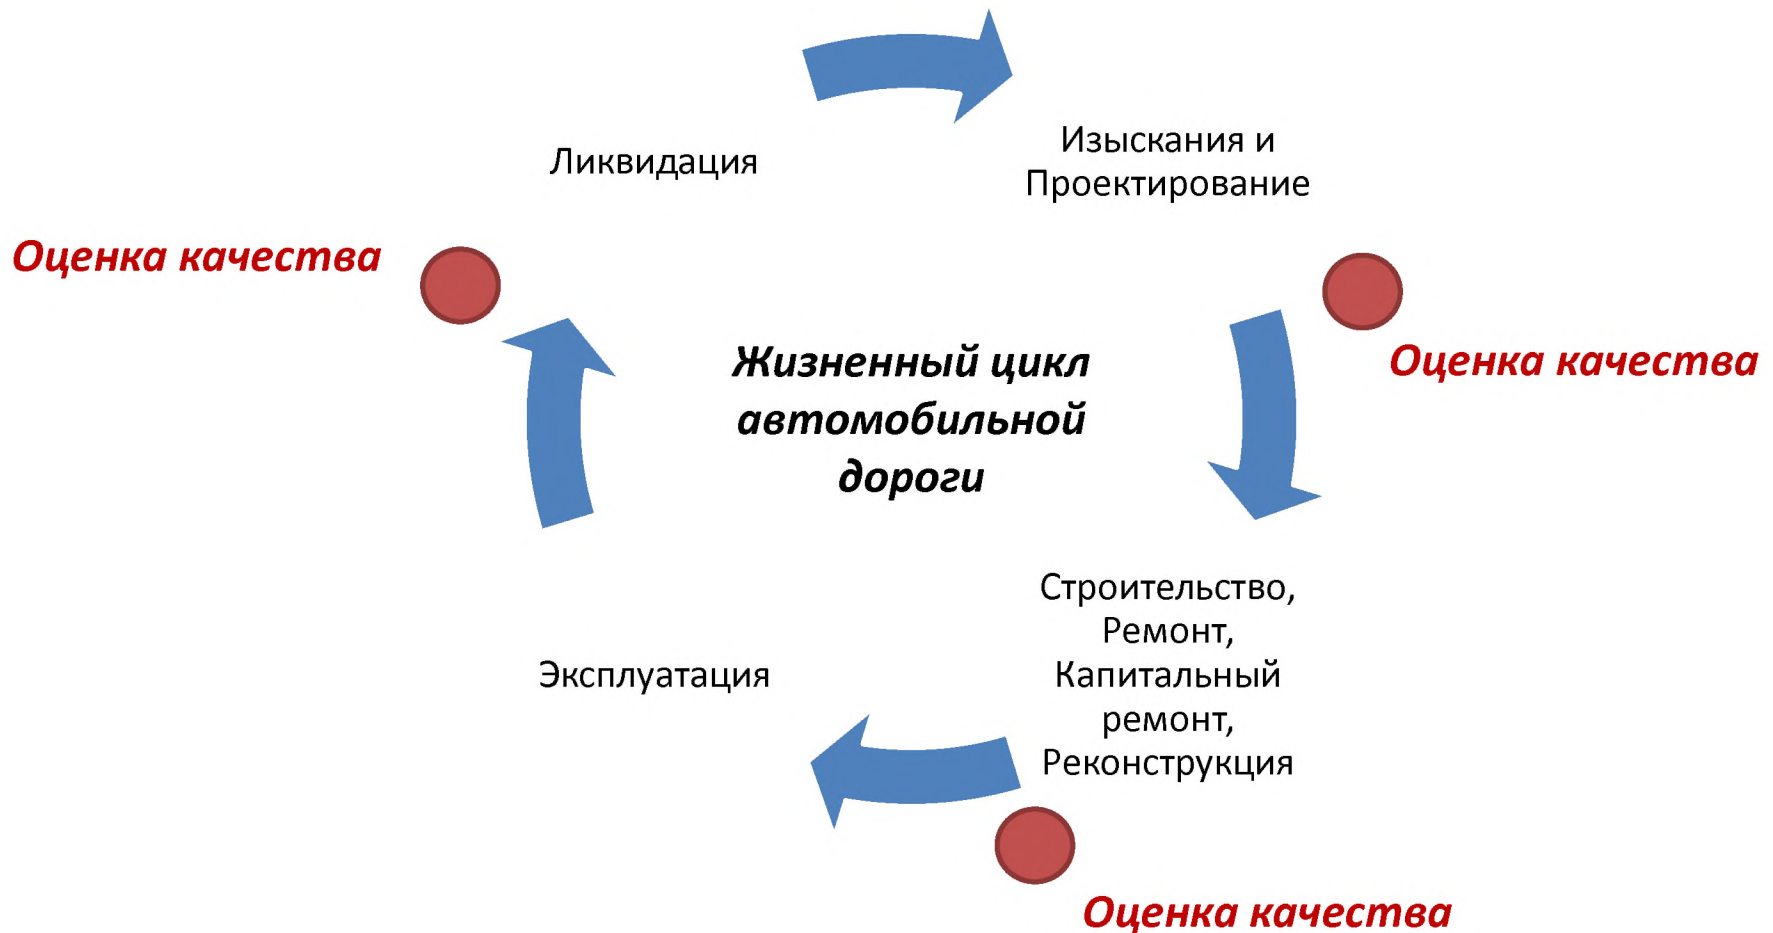 Ликвидация
Изыскания и
Проектирование
Оценка качества
Оценка качества
Жизненный цикл
автомобильной
дороги
Строительство,
Ремонт,
Капитальный
ремонт,
Реконструкция
Эксплуатация
Оценка качества